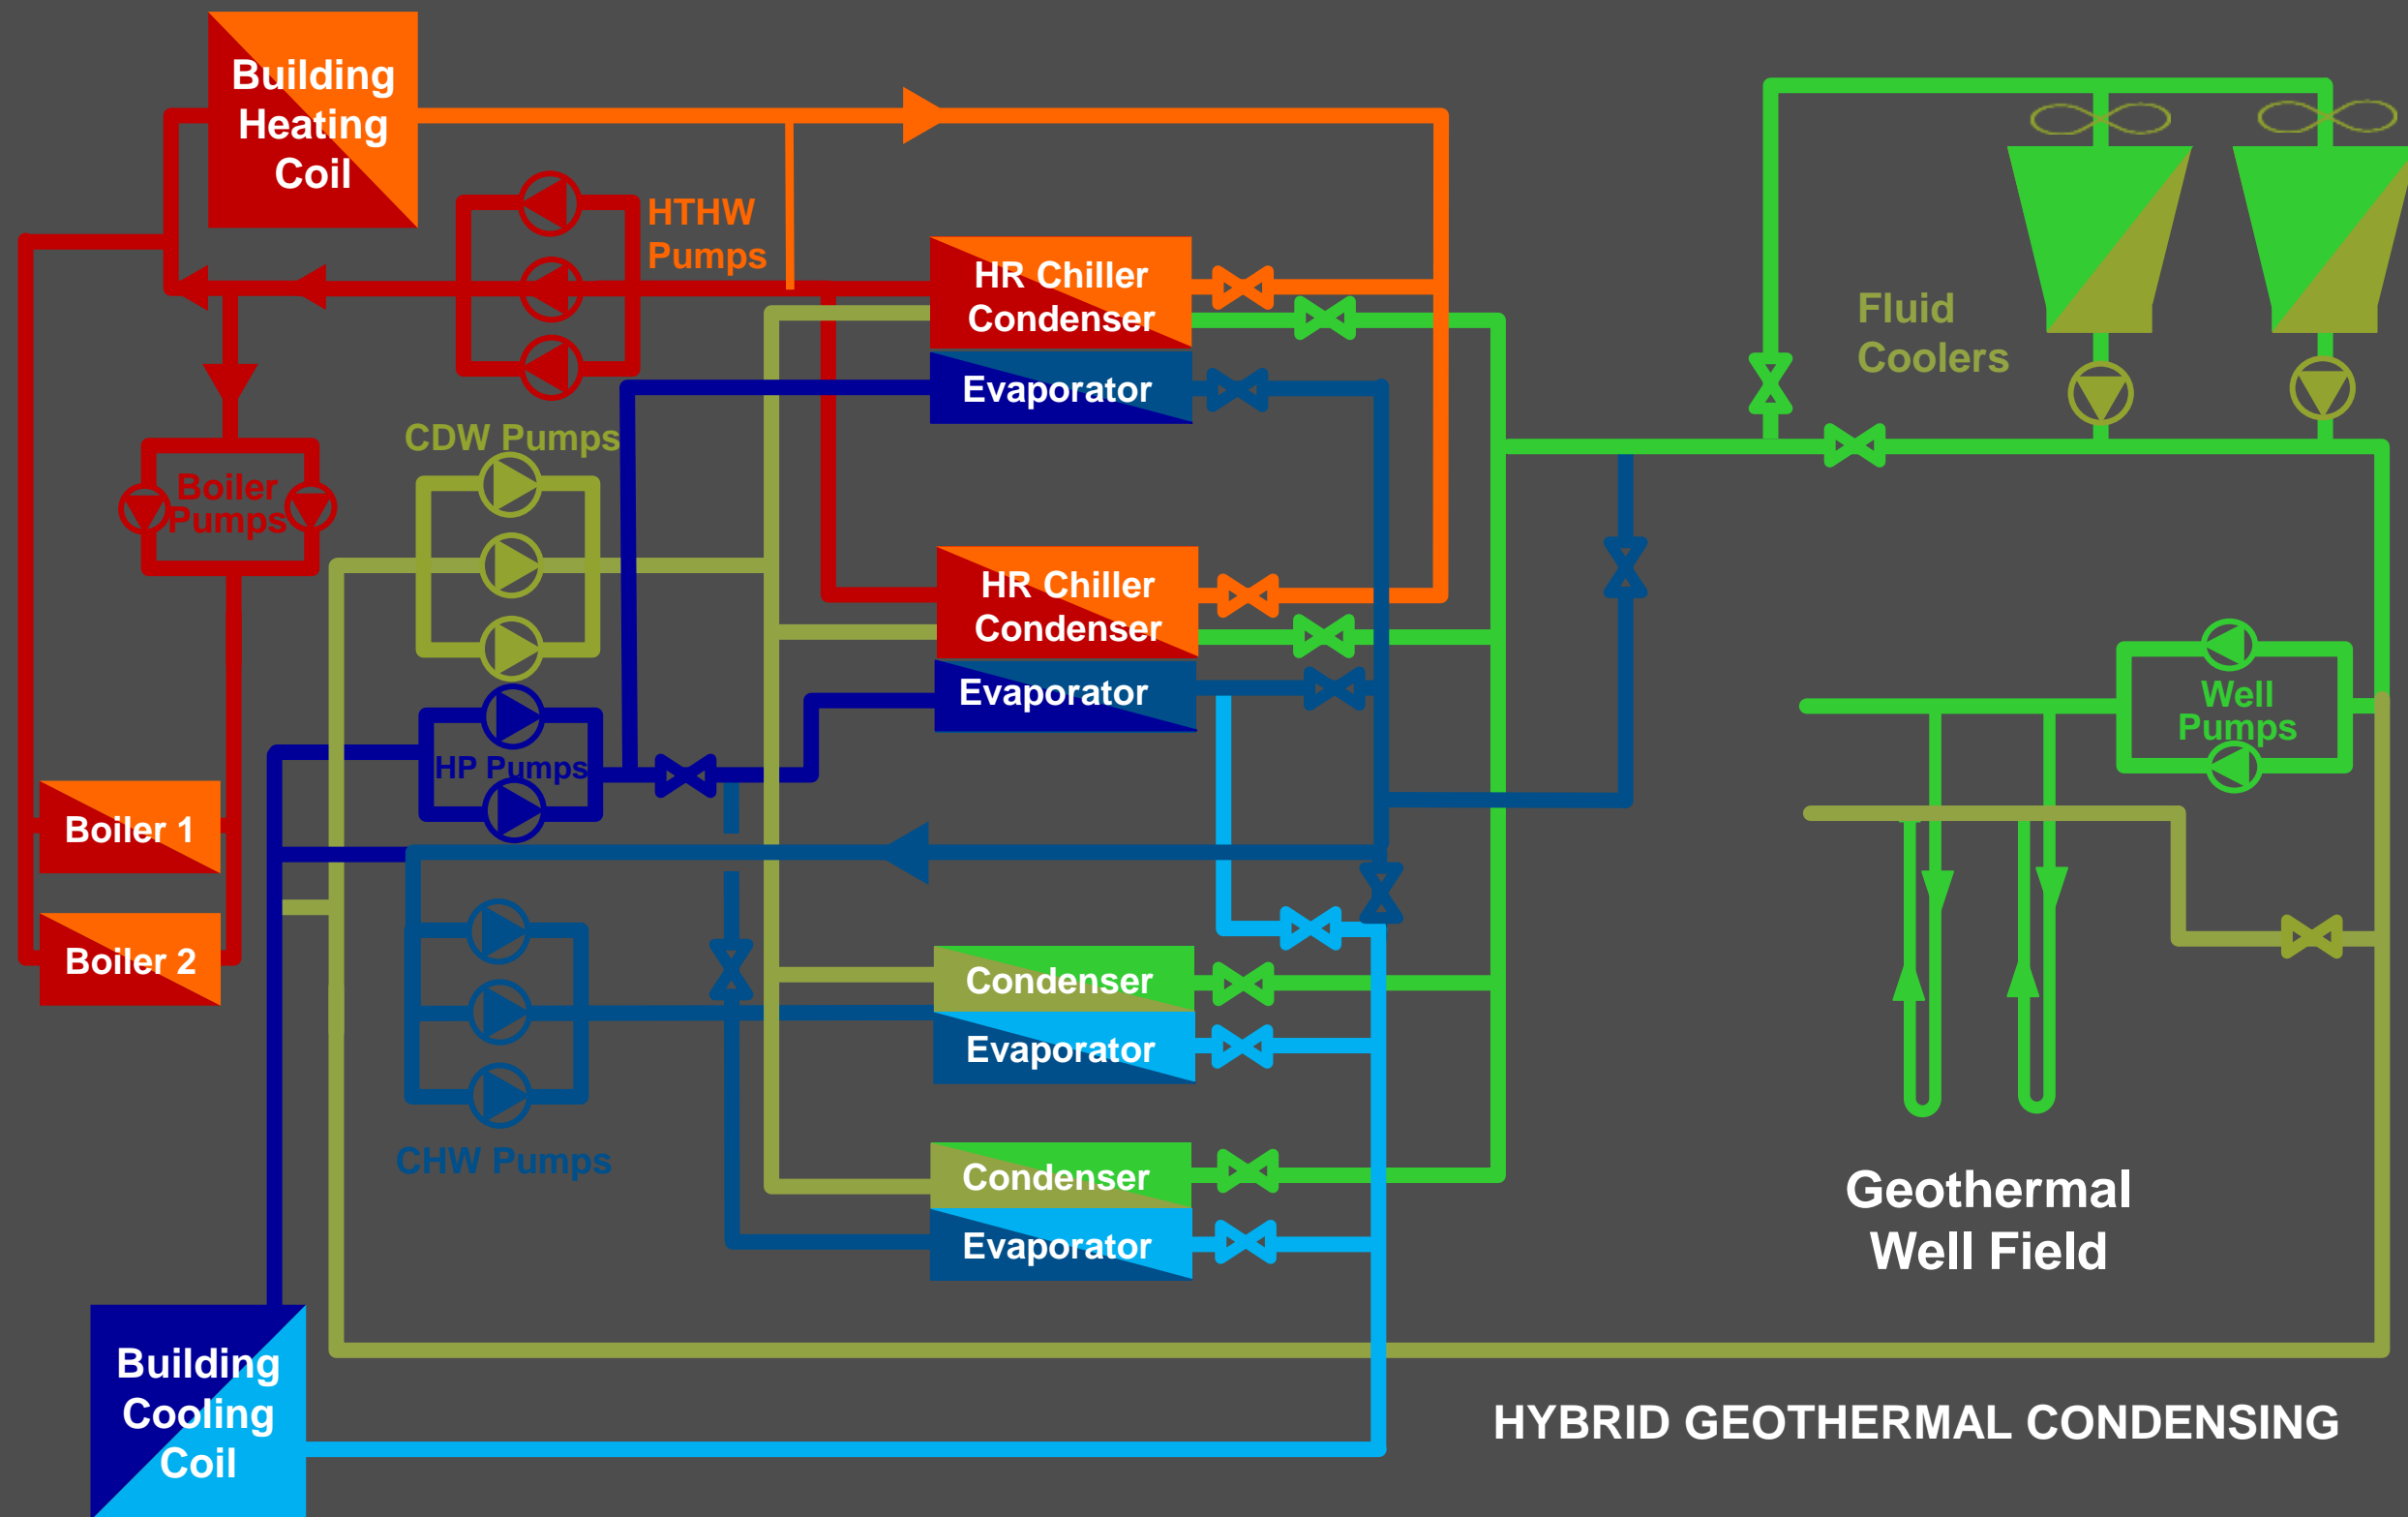 Building
Heating
Coil
HTHW
Pumps
HR Chiller
Condenser
Evaporator
Fluid
Coolers
CDW Pumps
Boiler
Pumps
HR Chiller
Condenser
Evaporator
Well
Pumps
HP Pumps
Boiler 1
Boiler 2
Condenser
Evaporator
CHW Pumps
Condenser
Evaporator
Geothermal
Well Field
Building
Cooling
Coil
HYBRID GEOTHERMAL CONDENSING